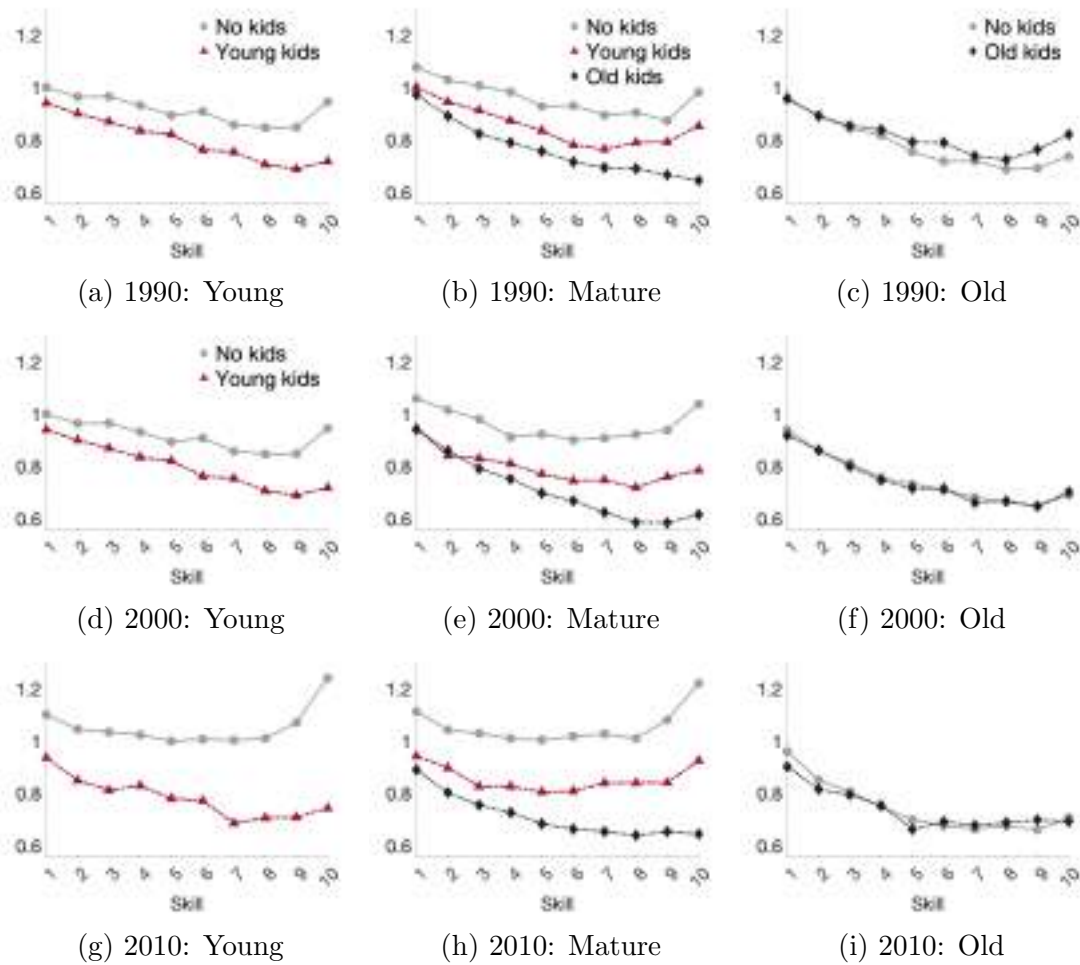 1.2
1
0.8
0.6
No kids
Young kids
1 2 3 4 5 6 7 8 9 10
Skill
(a) 1990: Young
1.2
1
0.8
0.6
No kids
Young kids
Old kids
1 2 3 4 5 6 7 8 9 10
Skill
(b) 1990: Mature
1.2
1
0.8
0.6
No kids
Old kids
1 2 3 4 5 6 7 8 9 10
Skill
(c) 1990: Old
1.2
1
0.8
0.6
No kids
Young kids
1 2 3 4 5 6 7 8 9 10
Skill
(d) 2000: Young
1.2
1
0.8
0.6
1 2 3 4 5 6 7 8 9 10
Skill
(e) 2000: Mature
1.2
1
0.8
0.6
1 2 3 4 5 6 7 8 9 10
Skill
(f) 2000: Old
1.2
1
0.8
0.6
1 2 3 4 5 6 7 8 9 10
Skill
(g) 2010: Young
1.2
1
0.8
0.6
1 2 3 4 5 6 7 8 9 10
Skill
(h) 2010: Mature
1.2
1
0.8
0.6
1 2 3 4 5 6 7 8 9 10
Skill
(i) 2010: Old